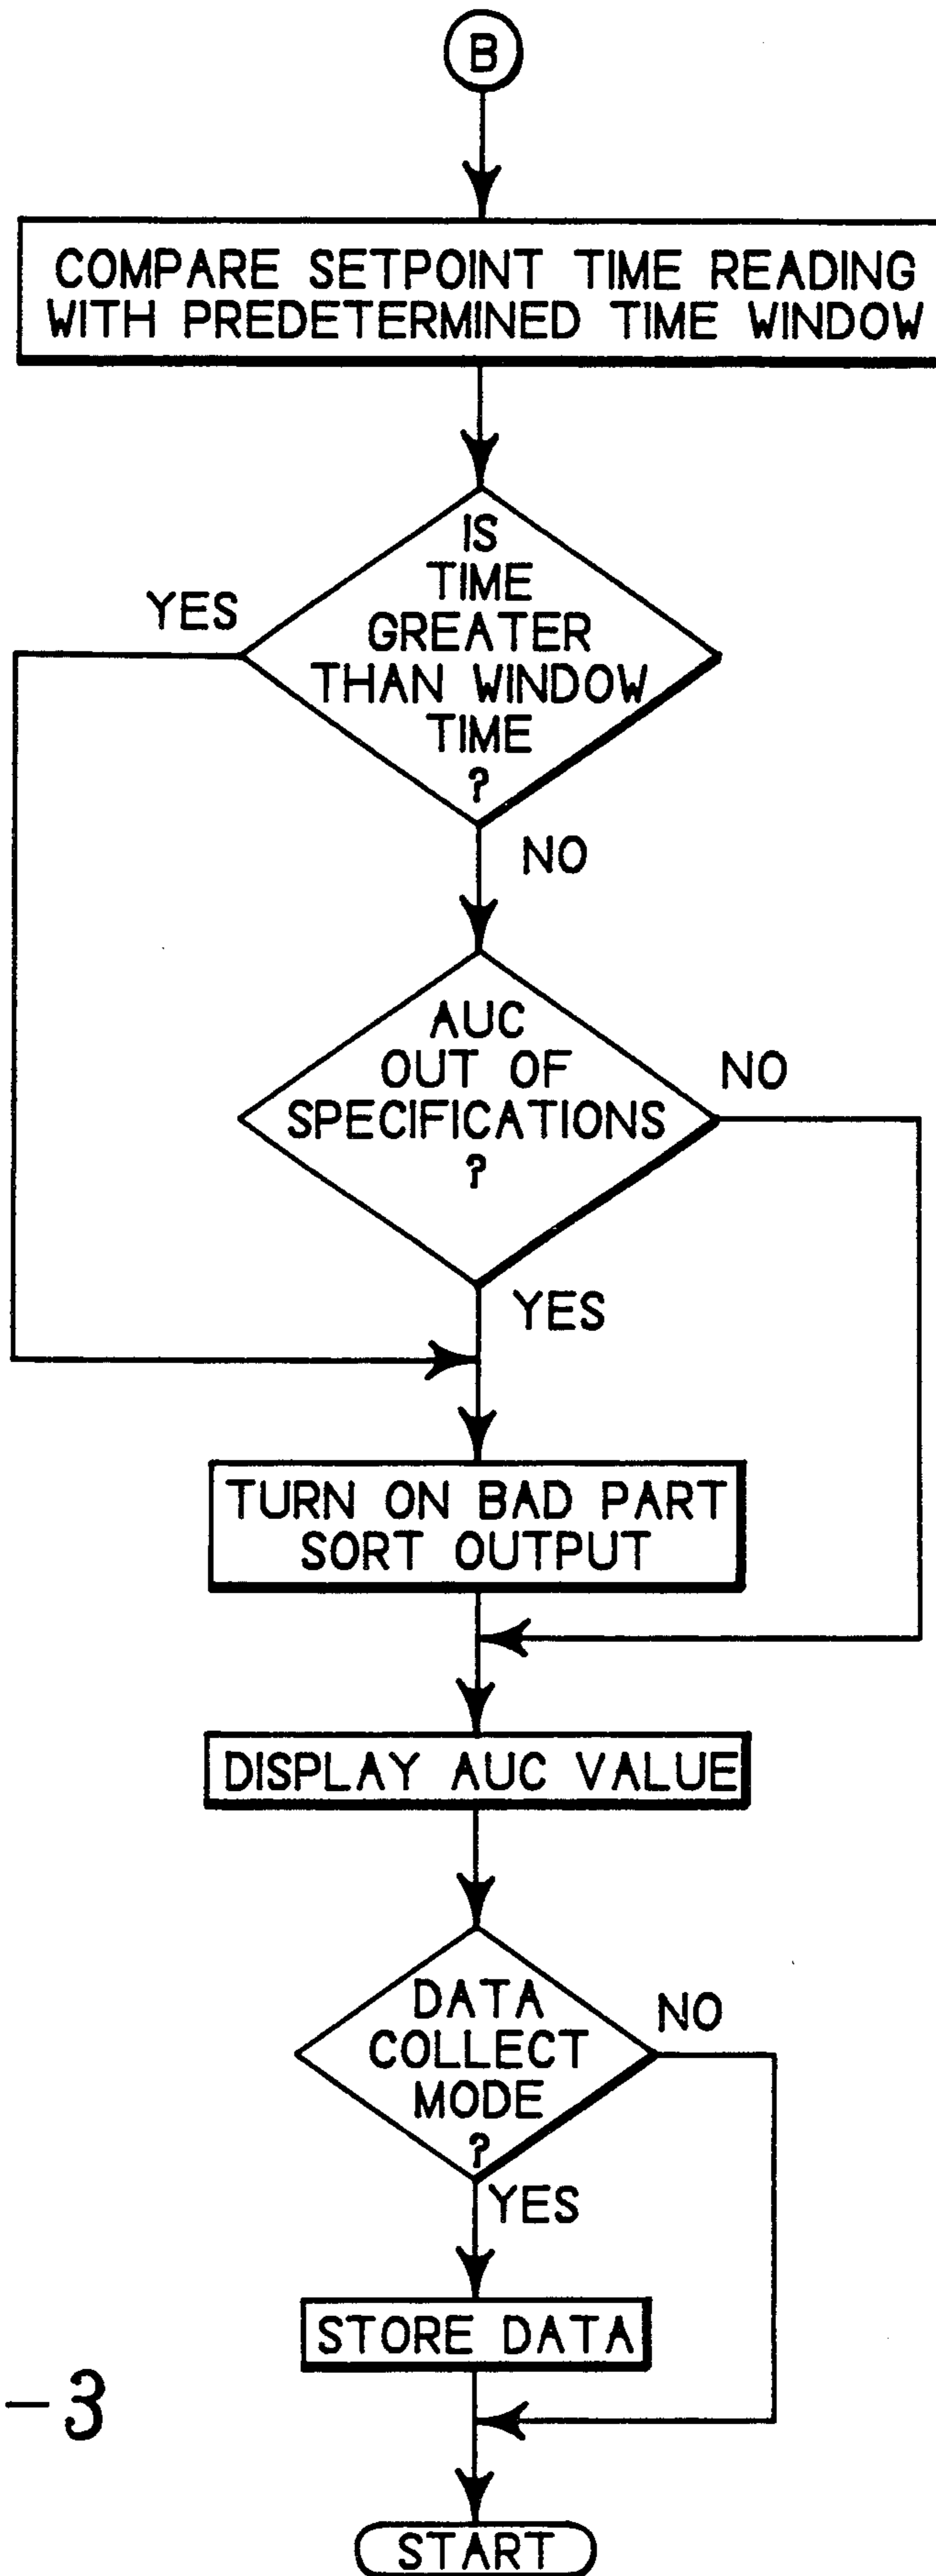 B
COMPARE SETPOINT TIME READING
WITH PREDETERMINED TIME WINDOW
IS
TIME
GREATER
THAN WINDOW
TIME
?
YES
NO
AUC
OUT OF
SPECIFICATIONS
?
NO
YES
TURN ON BAD PART
SORT OUTPUT
DISPLAY AUC VALUE
DATA
COLLECT
MODE
?
NO
YES
STORE DATA
-3
START